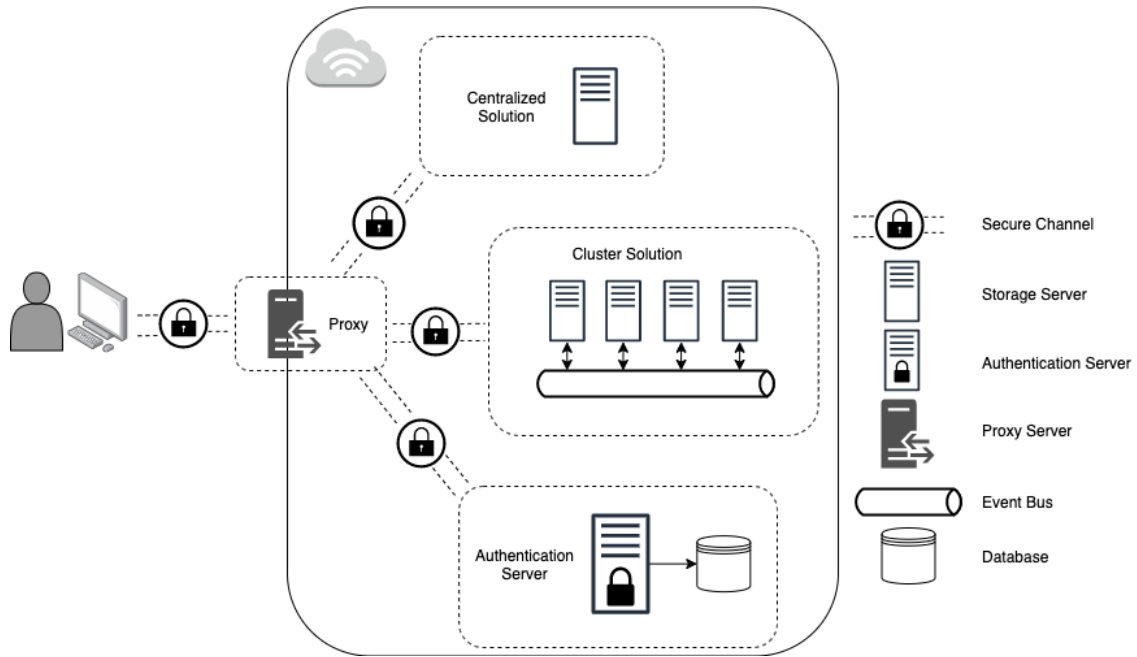 Centralized
Solution
Cluster Solution
Proxy
Authentication
Server
Secure Channel
Storage Server
Authentication Server
Proxy Server
Event Bus
Database